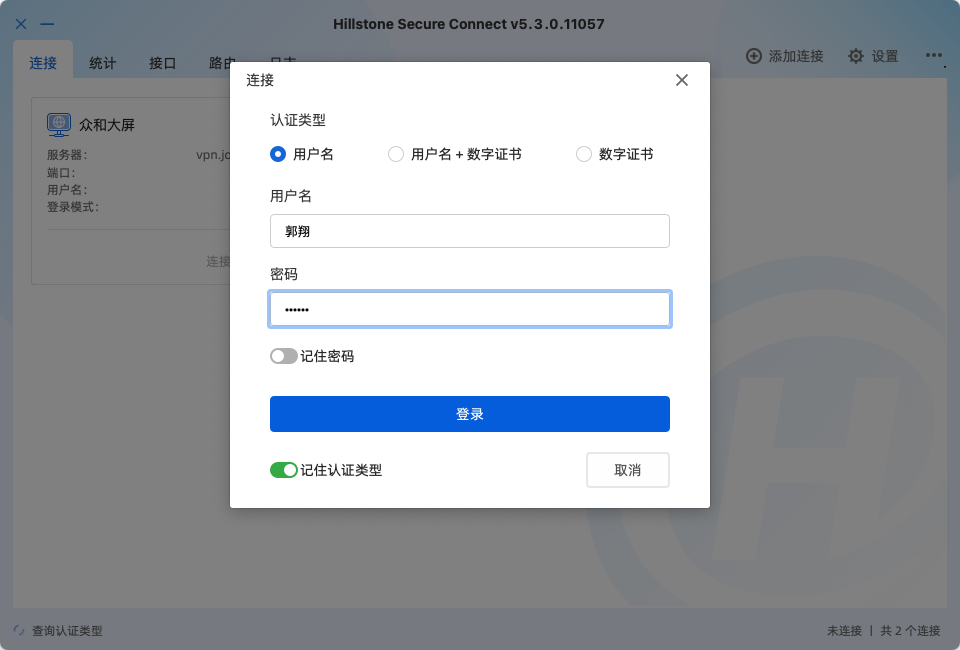 Hillstone Secure Connect v5.3.0.11057
连接 统计 接口 路由 日志
添加连接 设置
众和大屏
服务器: vpn.jo
端口:
用户名:
登录模式:
连接
连接
认证类型
用户名 用户名 + 数字证书 数字证书
用户名
郭翔
密码
••••••
记住密码
登录
记住认证类型 取消
查询认证类型 未连接 | 共 2 个连接